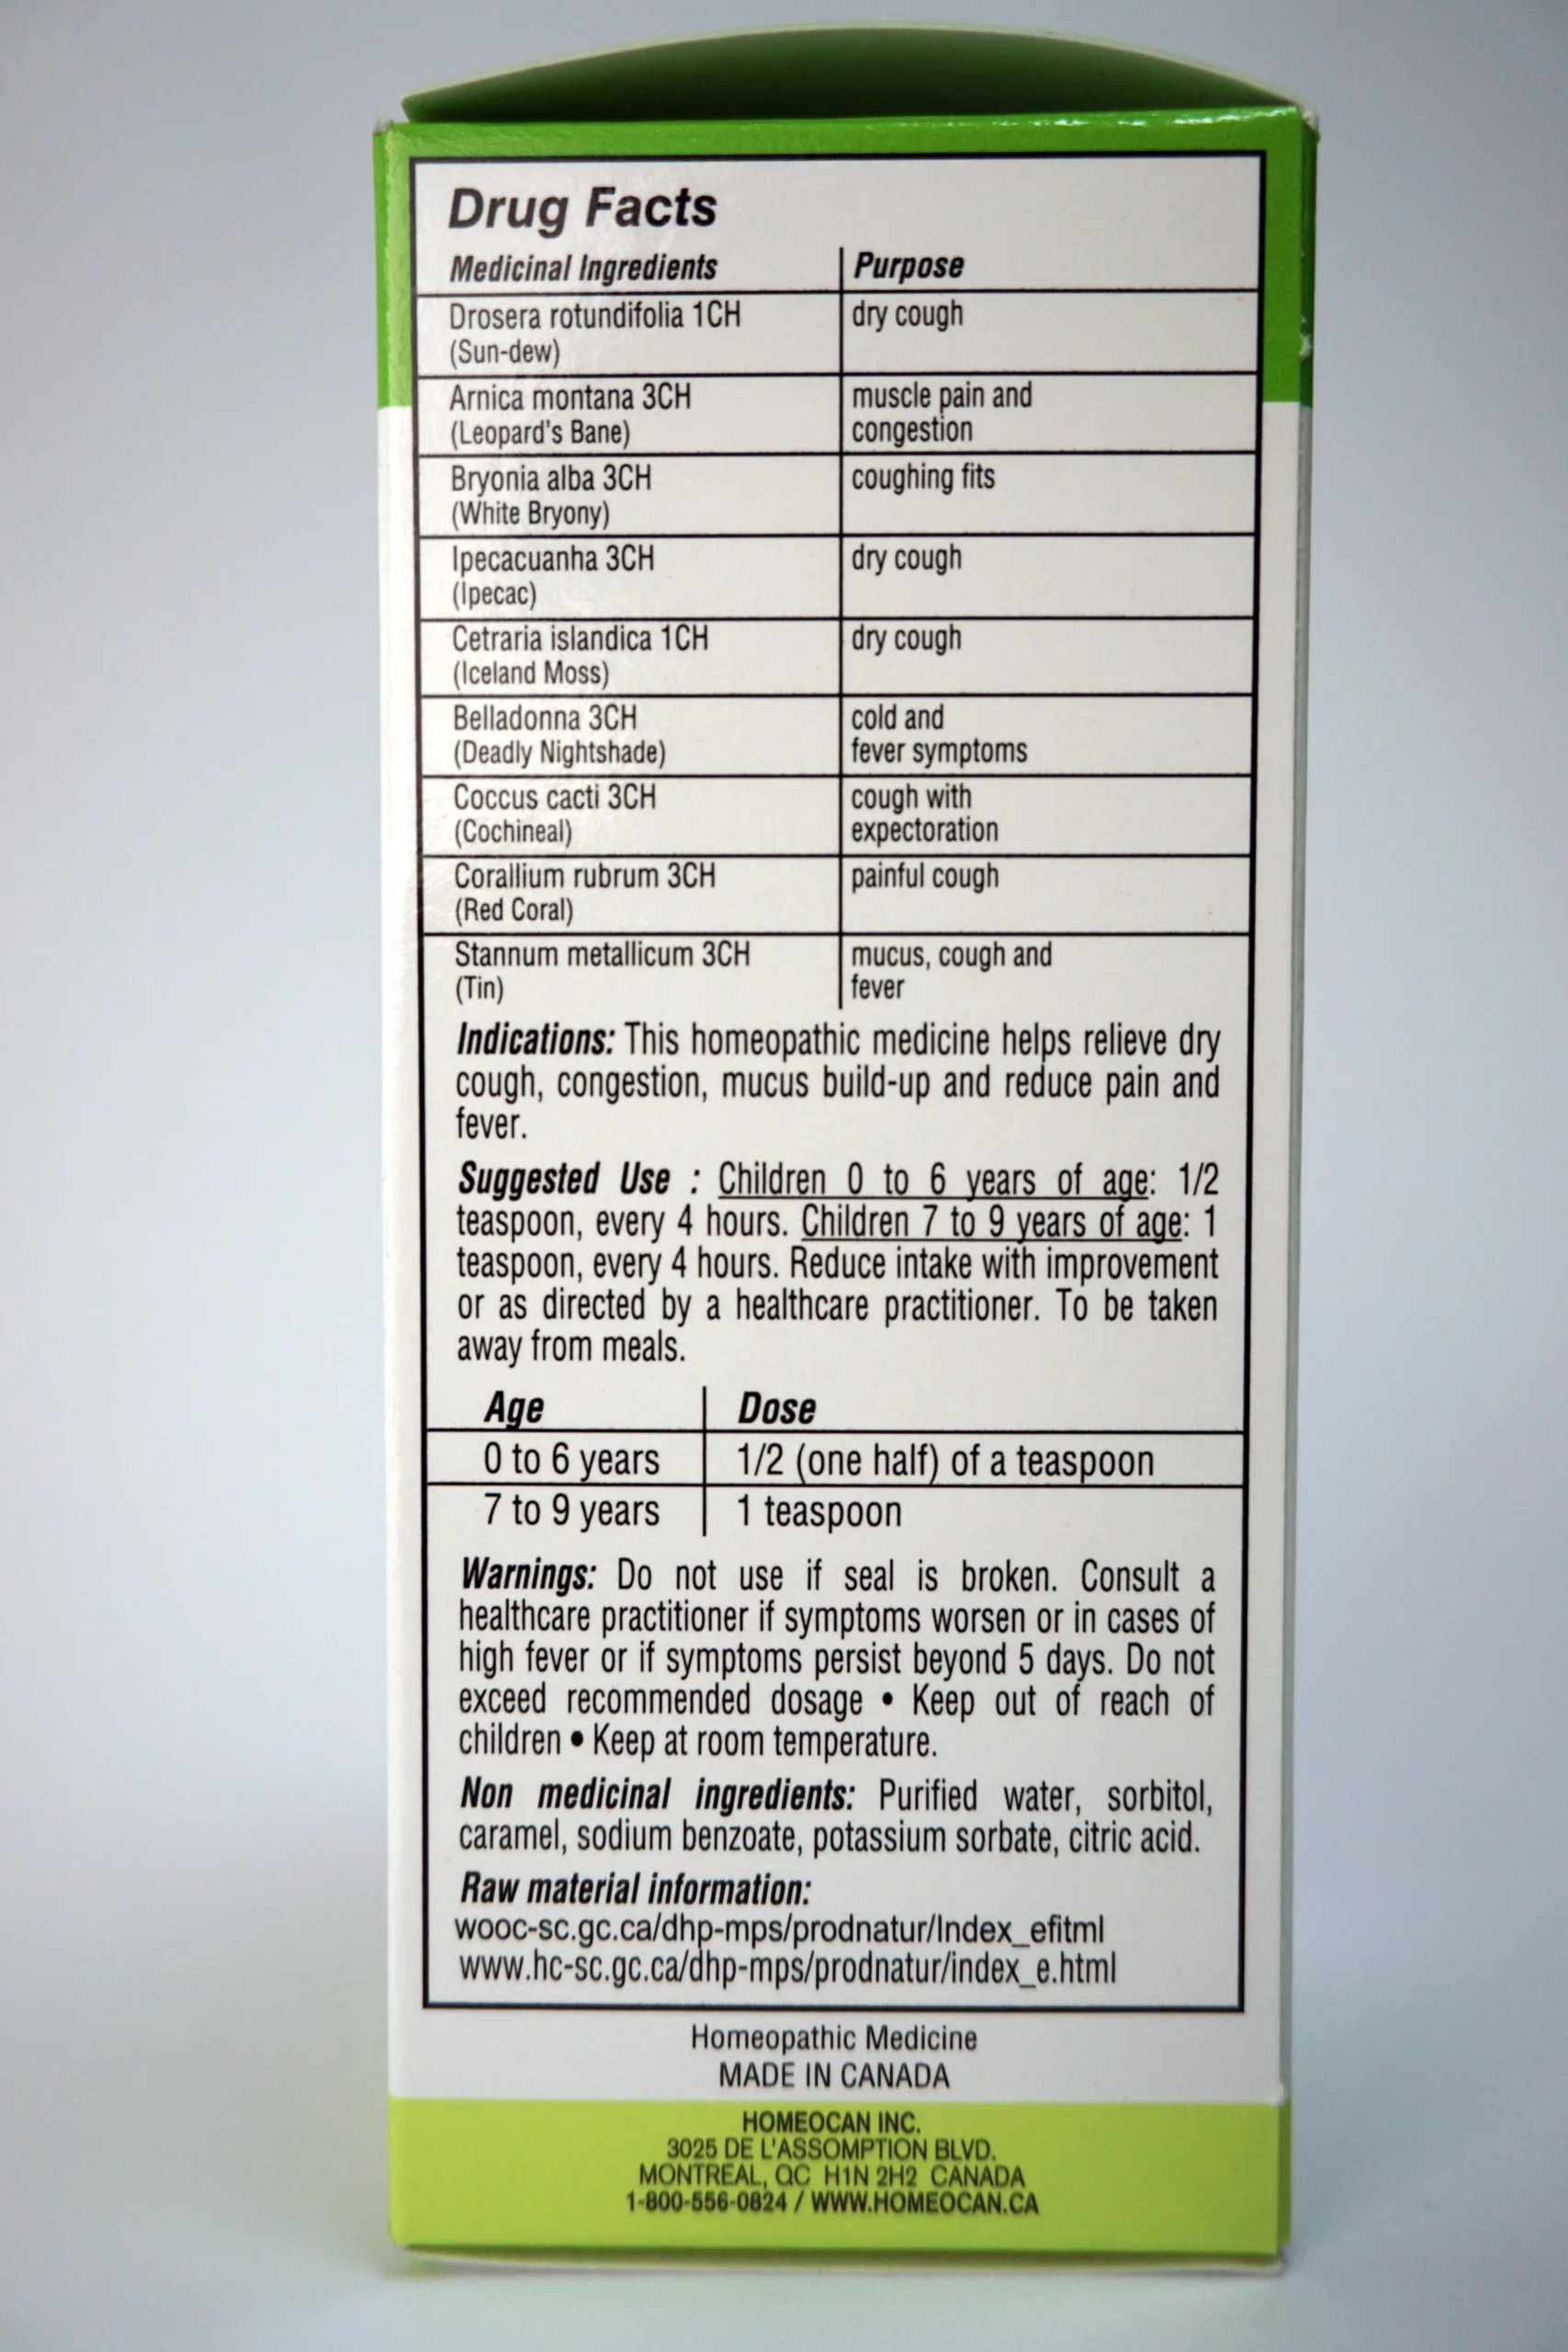 Drug Facts
Medicinal Ingredients Purpose
Drosera rotundifolia 1CH dry cough
(Sun-dew)
Arnica montana 3CH muscle pain and
(Leopard's Bane) congestion
Bryonia alba 3CH coughing fits
(White Bryony)
Ipecacuanha 3CH dry cough
(Ipecac)
Cetraria islandica 1CH dry cough
(Iceland Moss)
Belladonna 3CH cold and
(Deadly Nightshade) fever symptoms
Coccus cacti 3CH cough with
(Cochineal) expectoration
Corallium rubrum 3CH painful cough
(Red Coral)
Stannum metallicum 3CH mucus, cough and
(Tin) fever
Indications: This homeopathic medicine helps relieve dry
cough, congestion, mucus build-up and reduce pain and
fever.
Suggested Use : Children 0 to 6 years of age: 1/2
teaspoon, every 4 hours. Children 7 to 9 years of age: 1
teaspoon, every 4 hours. Reduce intake with improvement
or as directed by a healthcare practitioner. To be taken
away from meals.
Age Dose
0 to 6 years 1/2 (one half) of a teaspoon
7 to 9 years 1 teaspoon
Warnings: Do not use if seal is broken. Consult a
healthcare practitioner if symptoms worsen or in cases of
high fever or if symptoms persist beyond 5 days. Do not
exceed recommended dosage • Keep out of reach of
children • Keep at room temperature.
Non medicinal ingredients: Purified water, sorbitol,
caramel, sodium benzoate, potassium sorbate, citric acid.
Raw material information:
wooc-sc.gc.ca/dhp-mps/prodnatur/Index_efitml
www.hc-sc.gc.ca/dhp-mps/prodnatur/index_e.html
Homeopathic Medicine
MADE IN CANADA
HOMEOCAN INC.
3025 DE L'ASSOMPTION BLVD.
MONTREAL, QC H1N 2H2 CANADA
1-800-556-0824 / WWW.HOMEOCAN.CA